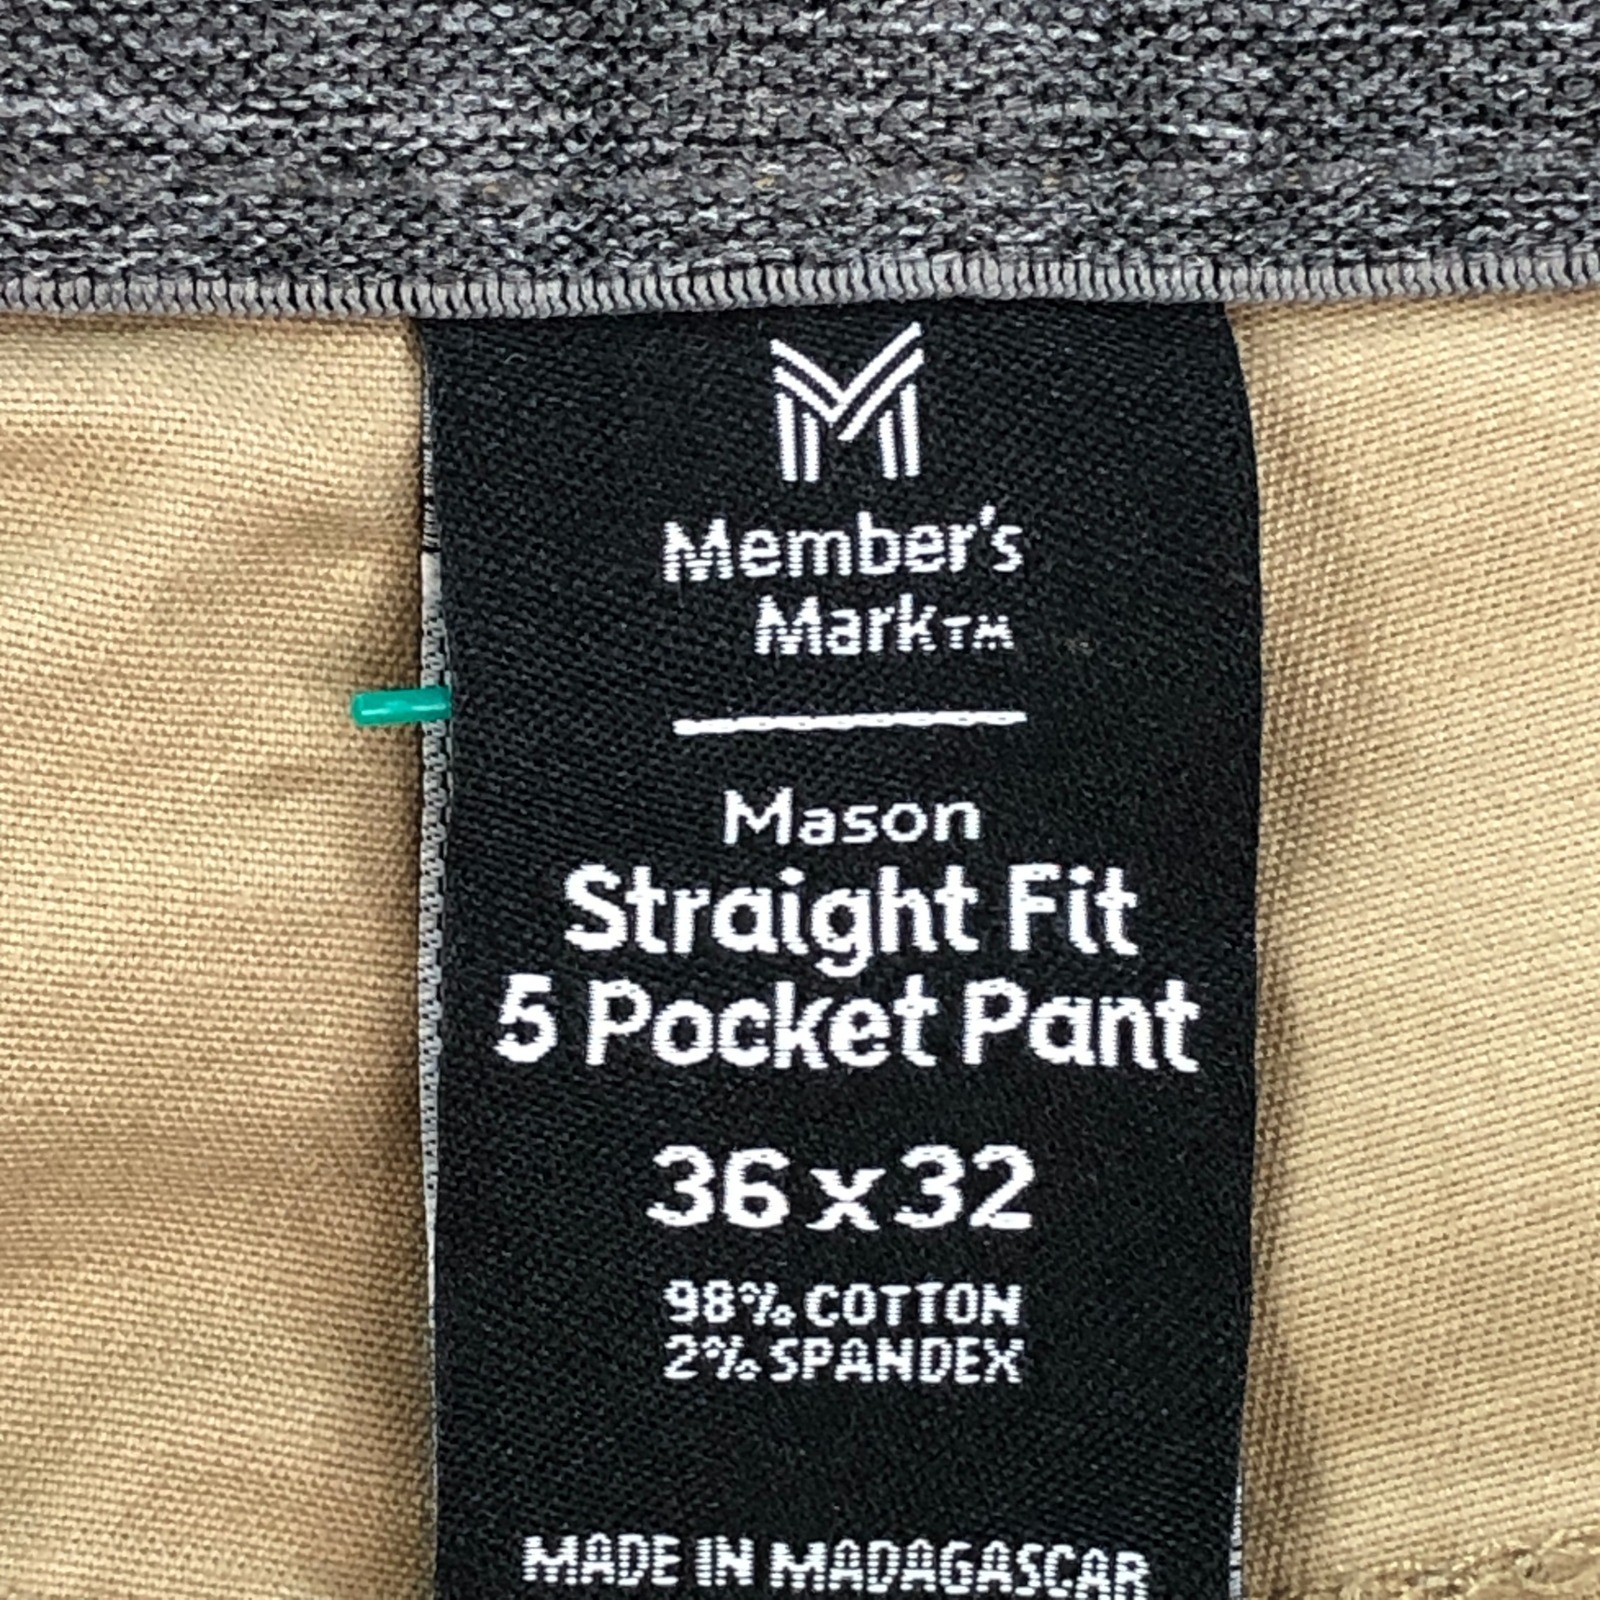 M
Member's
Mark™
Mason
Straight Fit
5 Pocket Pant
36 x 32
98% COTTON
2% SPANDEX
MADE IN MADAGASCAR